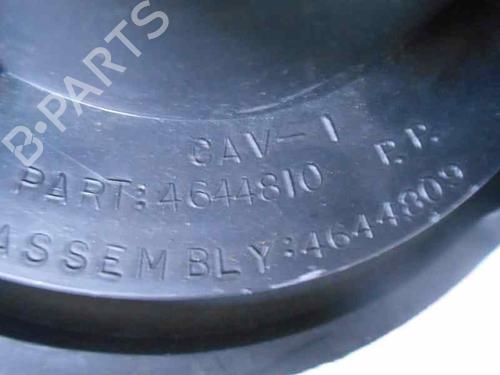 B·PARTS
CAV-1
PART: 4644810 P.P.
ASSEMBLY: 4644809